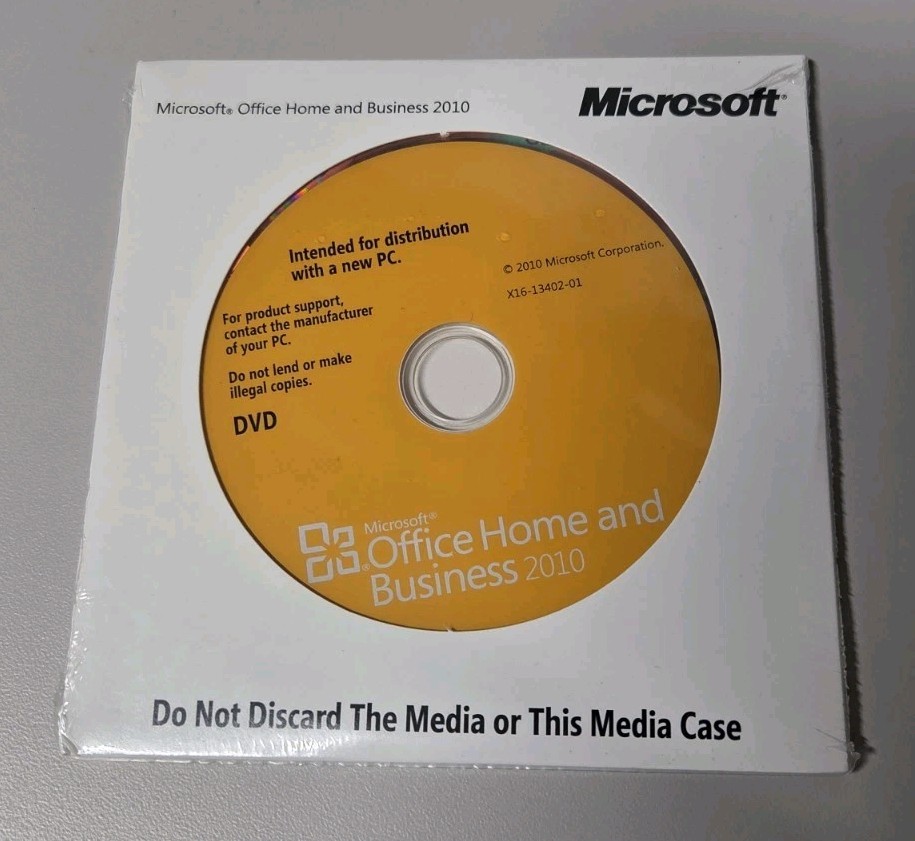 Microsoft® Office Home and Business 2010
Microsoft®
Intended for distribution
with a new PC.
© 2010 Microsoft Corporation.
X16-13402-01
For product support,
contact the manufacturer
of your PC.
Do not lend or make
illegal copies.
DVD
Microsoft®
Office Home and
Business 2010
Do Not Discard The Media or This Media Case